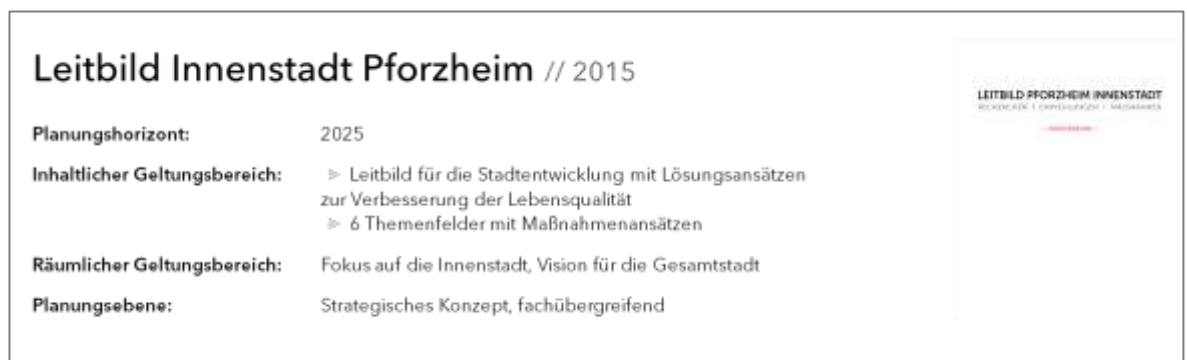 Leitbild Innenstadt Pforzheim // 2015
Planungshorizont: 2025
Inhaltlicher Geltungsbereich: ▹ Leitbild für die Stadtentwicklung mit Lösungsansätzen
zur Verbesserung der Lebensqualität
▹ 6 Themenfelder mit Maßnahmenansätzen
Räumlicher Geltungsbereich: Fokus auf die Innenstadt, Vision für die Gesamtstadt
Planungsebene: Strategisches Konzept, fachübergreifend
LEITBILD PFORZHEIM INNENSTADT